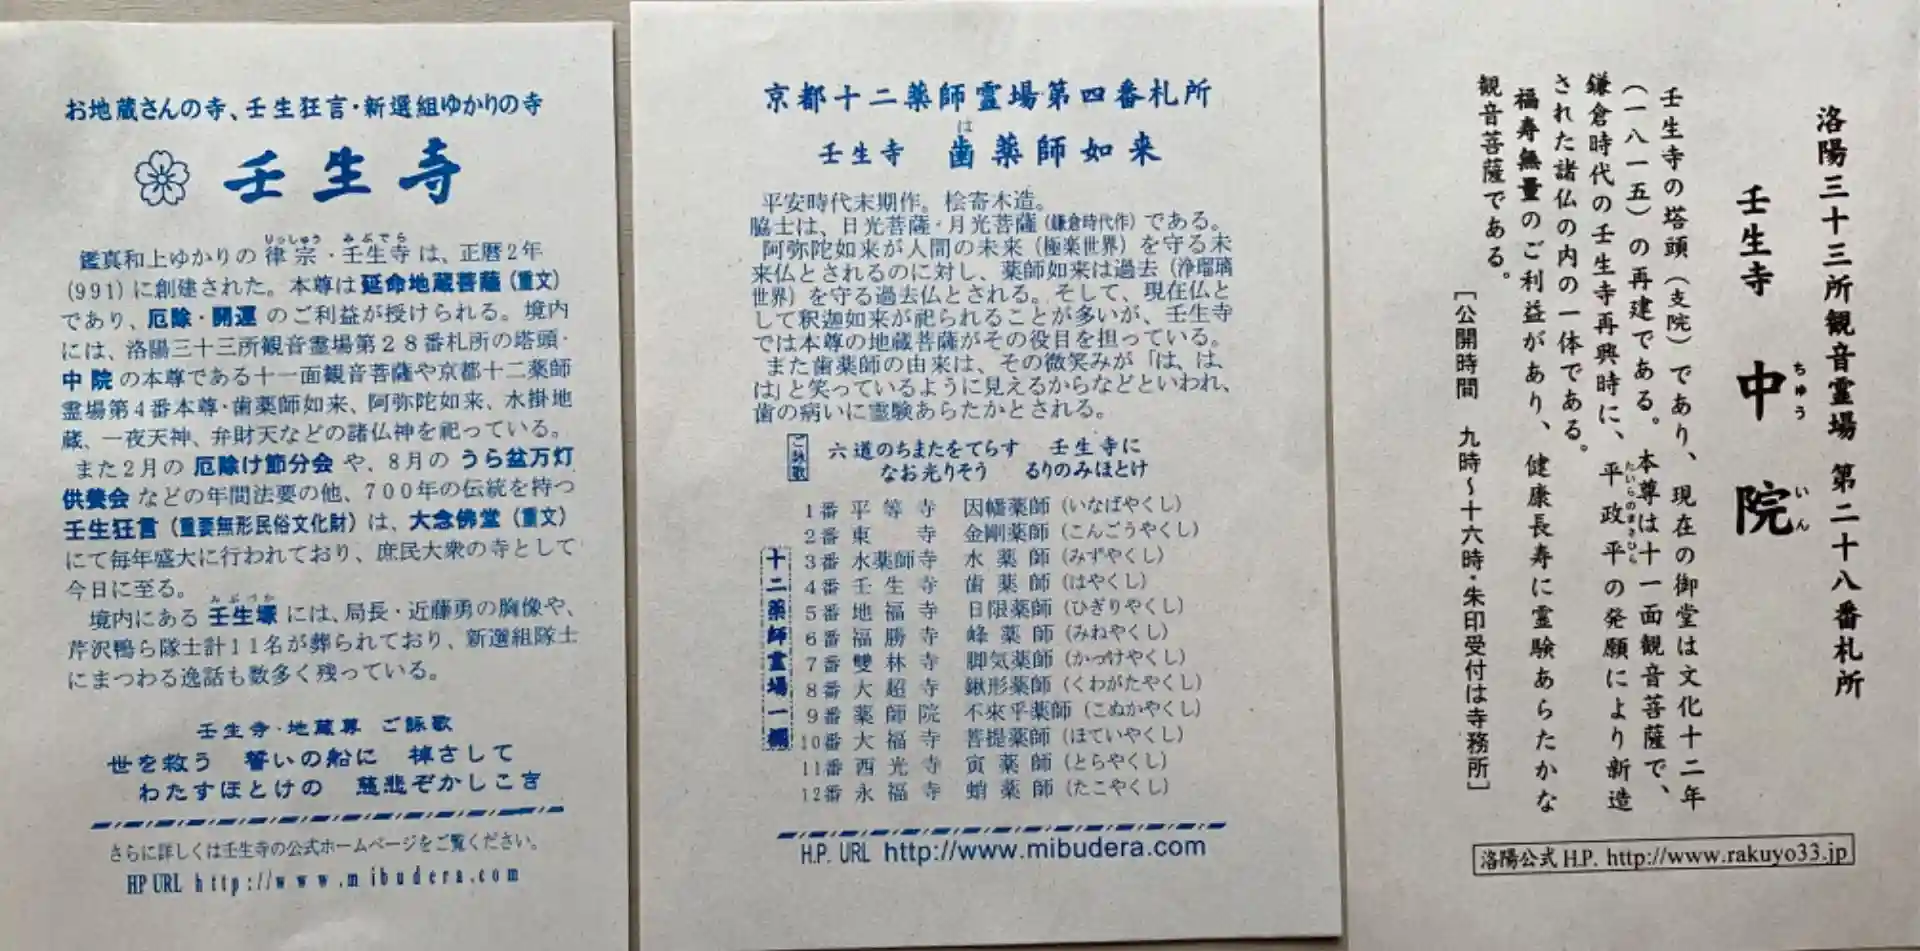 お地蔵さんの寺、壬生狂言・新選組ゆかりの寺
壬生寺
鑑真和上ゆかりの律宗・壬生寺は、正暦2年
(991)に創建された。本尊は延命地蔵菩薩（重文）
であり、厄除・開運のご利益が授けられる。境内
には、洛陽三十三所観音霊場第28番札所の塔頭・
中院の本尊である十一面観音菩薩や京都十二薬師
霊場第4番本尊・歯薬師如来、阿弥陀如来、水掛地
蔵、一夜天神、弁財天などの諸仏神を祀っている。
また2月の厄除け節分会や、8月のうら盆万灯
供養会などの年間法要の他、700年の伝統を持つ
壬生狂言（重要無形民俗文化財）は、大念佛堂（重文）
にて毎年盛大に行われており、庶民大衆の寺として
今日に至る。
境内にある壬生塚には、局長・近藤勇の胸像や、
芹沢鴨ら隊士計11名が葬られており、新選組隊士
にまつわる逸話も数多く残っている。
壬生寺・地蔵尊 ご詠歌
世を救う 誓いの船に 棹さして
わたすほとけの 慈悲ぞかしこき
さらに詳しくは壬生寺の公式ホームページをご覧ください。
HP URL http://www.mibudera.com
京都十二薬師霊場第四番札所
は
壬生寺 歯薬師如来
平安時代末期作。桧寄木造。
脇士は、日光菩薩・月光菩薩（鎌倉時代作）である。
阿弥陀如来が人間の未来（極楽世界）を守る未
来仏とされるのに対し、薬師如来は過去（浄瑠璃
世界）を守る過去仏とされる。そして、現在仏と
して釈迦如来が祀られることが多いが、壬生寺
では本尊の地蔵菩薩がその役目を担っている。
また歯薬師の由来は、その微笑みが「は、は、
は」と笑っているように見えるからなどといわれ、
歯の病いに霊験あらたかとされる。
ご詠歌
六道のちまたをてらす 壬生寺に
なお光りそう るりのみほとけ
十二薬師霊場一覧
1番 平等寺 因幡薬師（いなばやくし）
2番 東寺 金剛薬師（こんごうやくし）
3番 水薬師寺 水薬師（みずやくし）
4番 壬生寺 歯薬師（はやくし）
5番 地福寺 日限薬師（ひぎりやくし）
6番 福勝寺 峰薬師（みねやくし）
7番 雙林寺 脚気薬師（かっけやくし）
8番 大超寺 鍬形薬師（くわがたやくし）
9番 薬師院 不來乎薬師（こぬかやくし）
10番 大福寺 菩提薬師（ほていやくし）
11番 西光寺 寅薬師（とらやくし）
12番 永福寺 蛸薬師（たこやくし）
H.P. URL http://www.mibudera.com
洛陽三十三所観音霊場 第二十八番札所
壬生寺 中院
ちゅう いん
壬生寺の塔頭（支院）であり、現在の御堂は文化十二年
（一八一五）の再建である。本尊は十一面観音菩薩で、
鎌倉時代の壬生寺再興時に、平政平の発願により新造
された諸仏の内の一体である。
福寿無量のご利益があり、健康長寿に霊験あらたかな
観音菩薩である。
［公開時間 九時～十六時・朱印受付は寺務所］
洛陽公式H.P. http://www.rakuyo33.jp